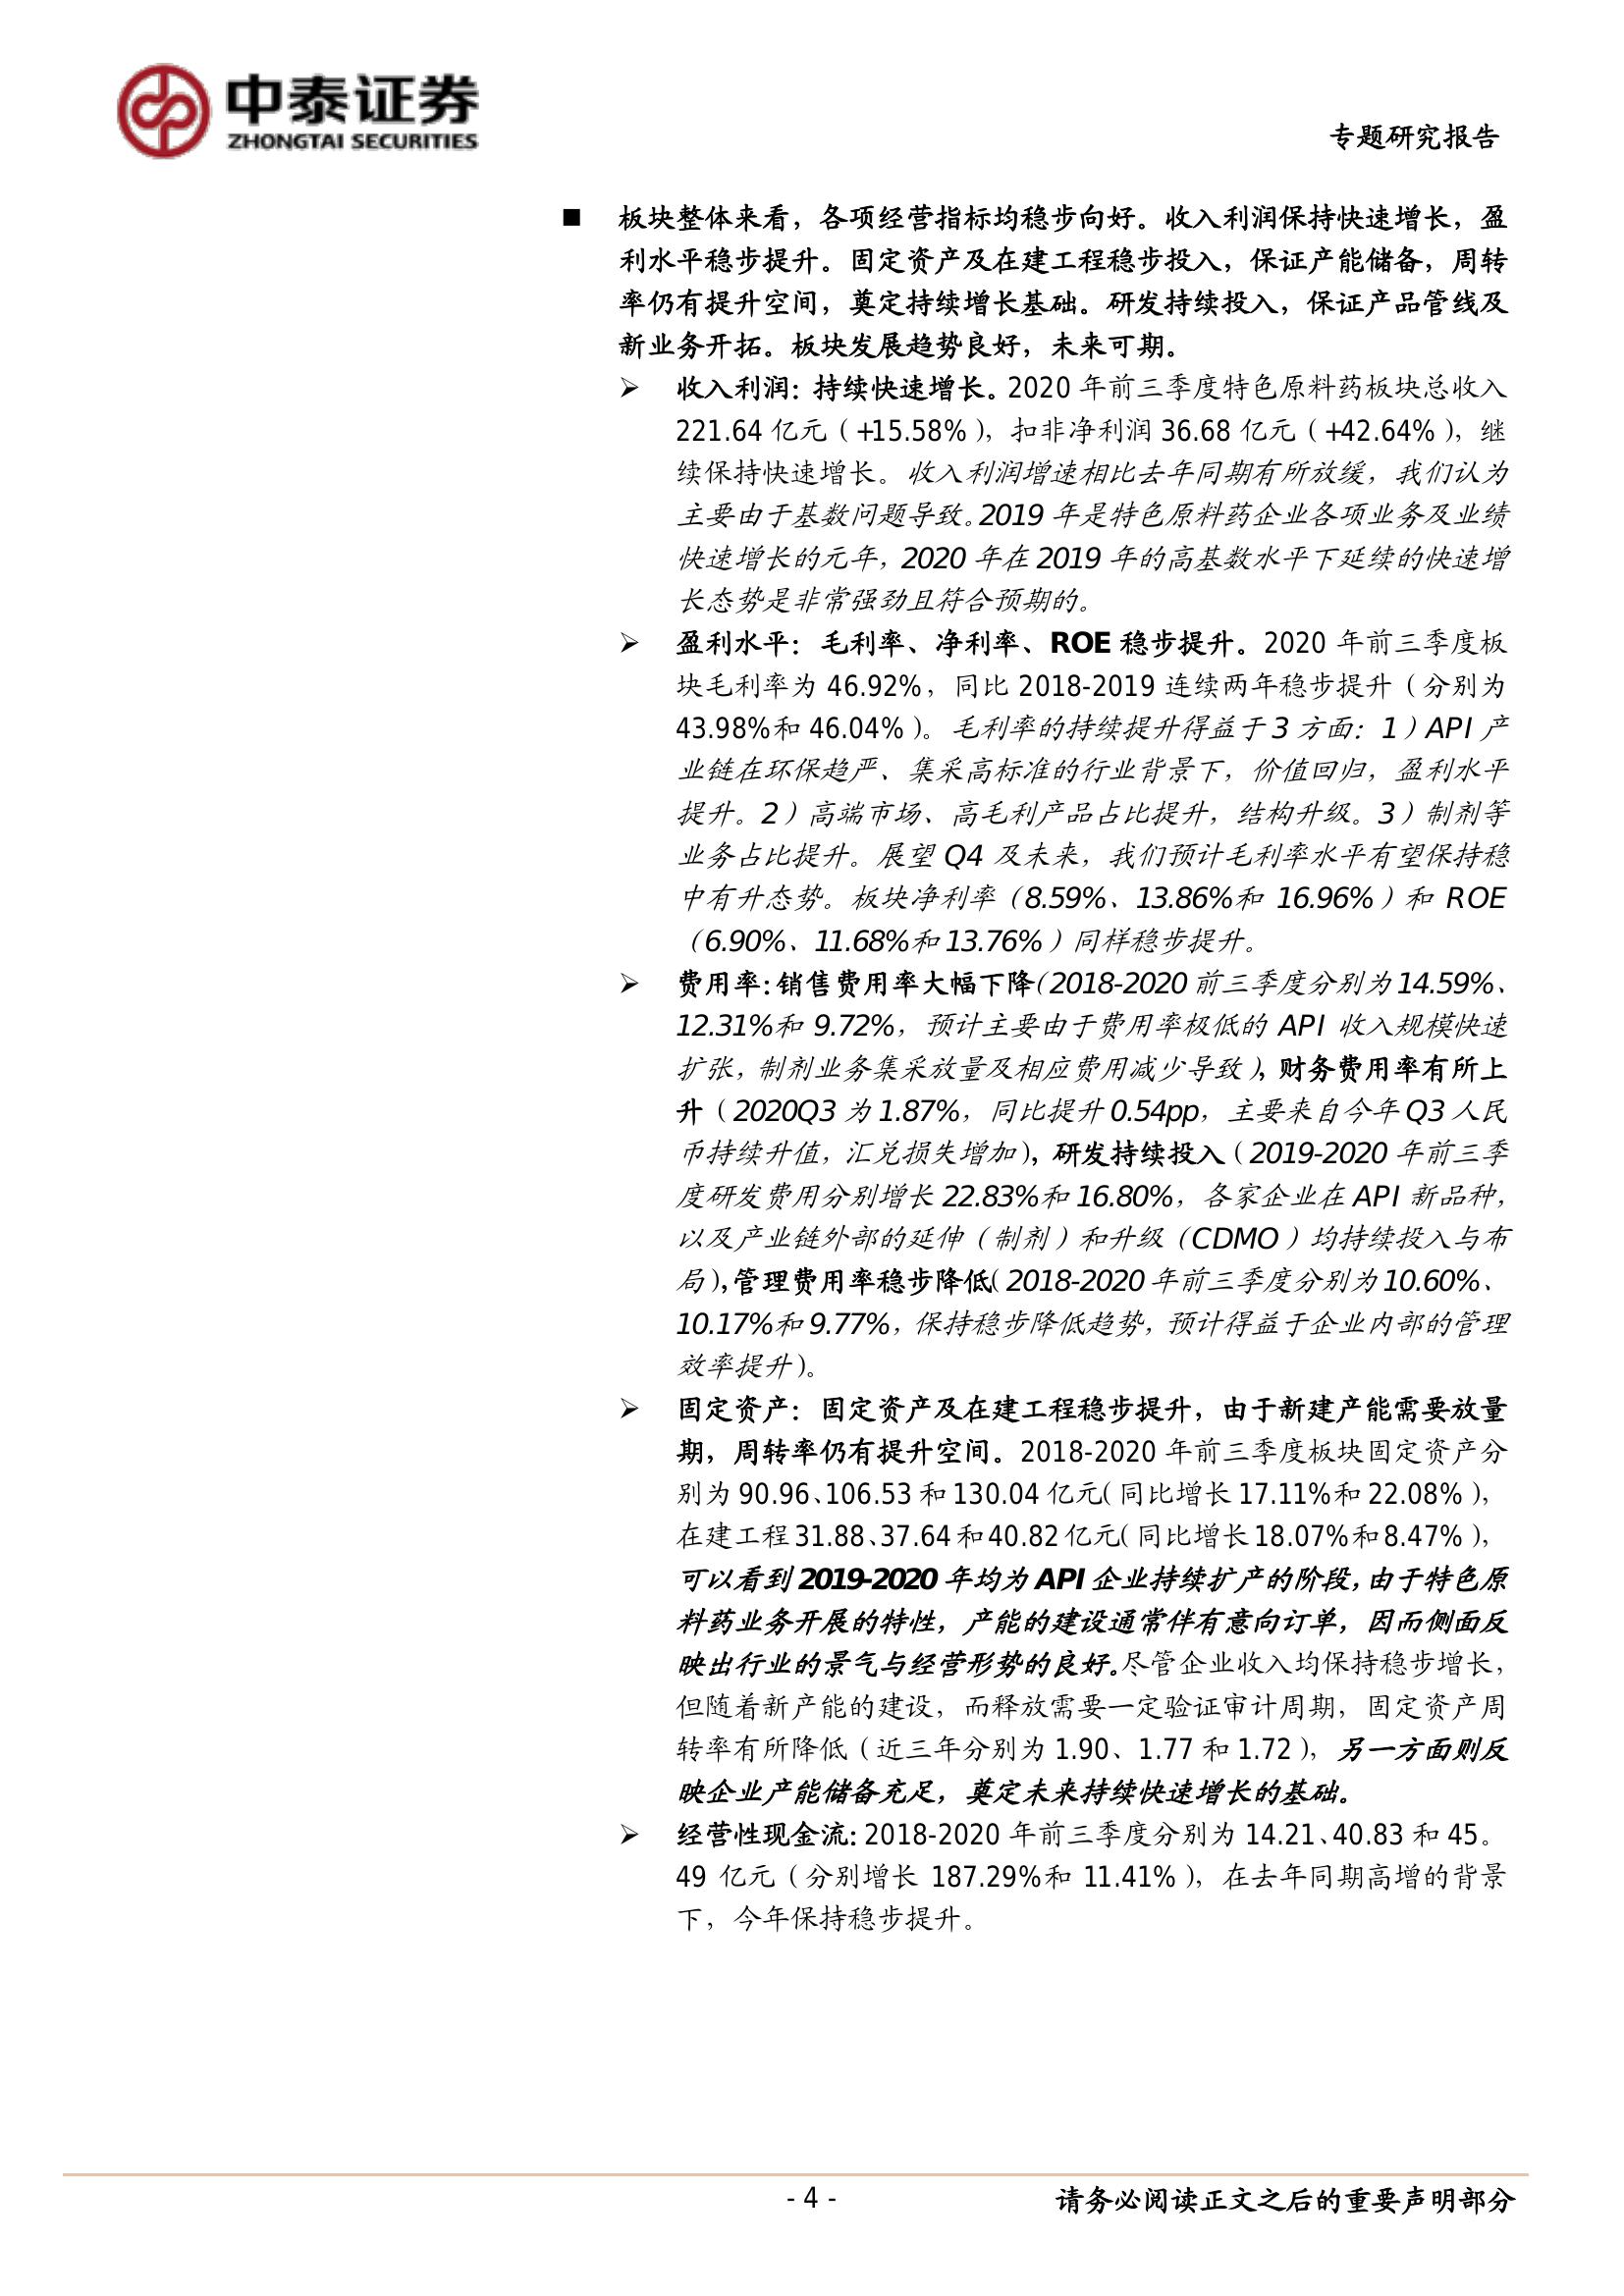 中泰证券
ZHONGTAI SECURITIES
专题研究报告
■ 板块整体来看，各项经营指标均稳步向好。收入利润保持快速增长，盈
利水平稳步提升。固定资产及在建工程稳步投入，保证产能储备，周转
率仍有提升空间，奠定持续增长基础。研发持续投入，保证产品管线及
新业务开拓。板块发展趋势良好，未来可期。
➢ 收入利润：持续快速增长。2020 年前三季度特色原料药板块总收入
221.64 亿元（+15.58%），扣非净利润 36.68 亿元（+42.64%），继
续保持快速增长。收入利润增速相比去年同期有所放缓，我们认为
主要由于基数问题导致。2019 年是特色原料药企业各项业务及业绩
快速增长的元年，2020 年在 2019 年的高基数水平下延续的快速增
长态势是非常强劲且符合预期的。
➢ 盈利水平：毛利率、净利率、ROE 稳步提升。2020 年前三季度板
块毛利率为 46.92%，同比 2018-2019 连续两年稳步提升（分别为
43.98%和 46.04%）。毛利率的持续提升得益于 3 方面：1）API 产
业链在环保趋严、集采高标准的行业背景下，价值回归，盈利水平
提升。2）高端市场、高毛利产品占比提升，结构升级。3）制剂等
业务占比提升。展望 Q4 及未来，我们预计毛利率水平有望保持稳
中有升态势。板块净利率（8.59%、13.86%和 16.96%）和 ROE
（6.90%、11.68%和 13.76%）同样稳步提升。
➢ 费用率：销售费用率大幅下降（2018-2020 前三季度分别为 14.59%、
12.31%和 9.72%，预计主要由于费用率极低的 API 收入规模快速
扩张，制剂业务集采放量及相应费用减少导致），财务费用率有所上
升（2020Q3 为 1.87%，同比提升 0.54pp，主要来自今年 Q3 人民
币持续升值，汇兑损失增加），研发持续投入（2019-2020 年前三季
度研发费用分别增长 22.83%和 16.80%，各家企业在 API 新品种，
以及产业链外部的延伸（制剂）和升级（CDMO）均持续投入与布
局），管理费用率稳步降低（2018-2020 年前三季度分别为 10.60%、
10.17%和 9.77%，保持稳步降低趋势，预计得益于企业内部的管理
效率提升）。
➢ 固定资产：固定资产及在建工程稳步提升，由于新建产能需要放量
期，周转率仍有提升空间。2018-2020 年前三季度板块固定资产分
别为 90.96、106.53 和 130.04 亿元（同比增长 17.11%和 22.08%），
在建工程 31.88、37.64 和 40.82 亿元（同比增长 18.07%和 8.47%），
可以看到 2019-2020 年均为 API 企业持续扩产的阶段，由于特色原
料药业务开展的特性，产能的建设通常伴有意向订单，因而侧面反
映出行业的景气与经营形势的良好。尽管企业收入均保持稳步增长，
但随着新产能的建设，而释放需要一定验证审计周期，固定资产周
转率有所降低（近三年分别为 1.90、1.77 和 1.72），另一方面则反
映企业产能储备充足，奠定未来持续快速增长的基础。
➢ 经营性现金流：2018-2020 年前三季度分别为 14.21、40.83 和 45。
49 亿元（分别增长 187.29%和 11.41%），在去年同期高增的背景
下，今年保持稳步提升。
- 4 -
请务必阅读正文之后的重要声明部分